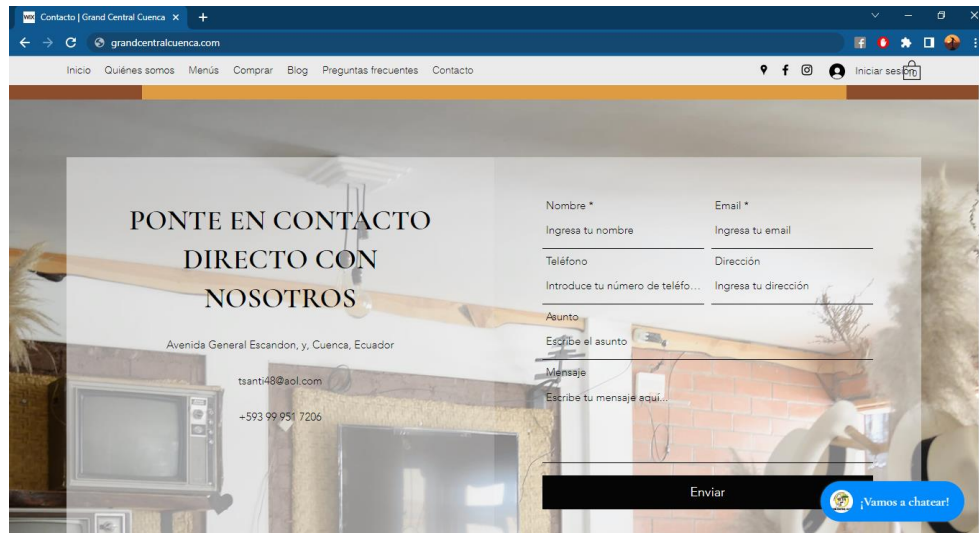 WIX Contacto | Grand Central Cuenca
grandcentralcuenca.com
Inicio Quiénes somos Menús Comprar Blog Preguntas frecuentes Contacto Iniciar sesión
PONTE EN CONTACTO
DIRECTO CON
NOSOTROS
Avenida General Escandon, y, Cuenca, Ecuador
tsanti48@aol.com
+593 99 951 7206
Nombre * Email *
Ingresa tu nombre Ingresa tu email
Teléfono Dirección
Introduce tu número de teléfo... Ingresa tu dirección
Asunto
Escribe el asunto
Mensaje
Escribe tu mensaje aquí...
Enviar
¡Vamos a chatear!